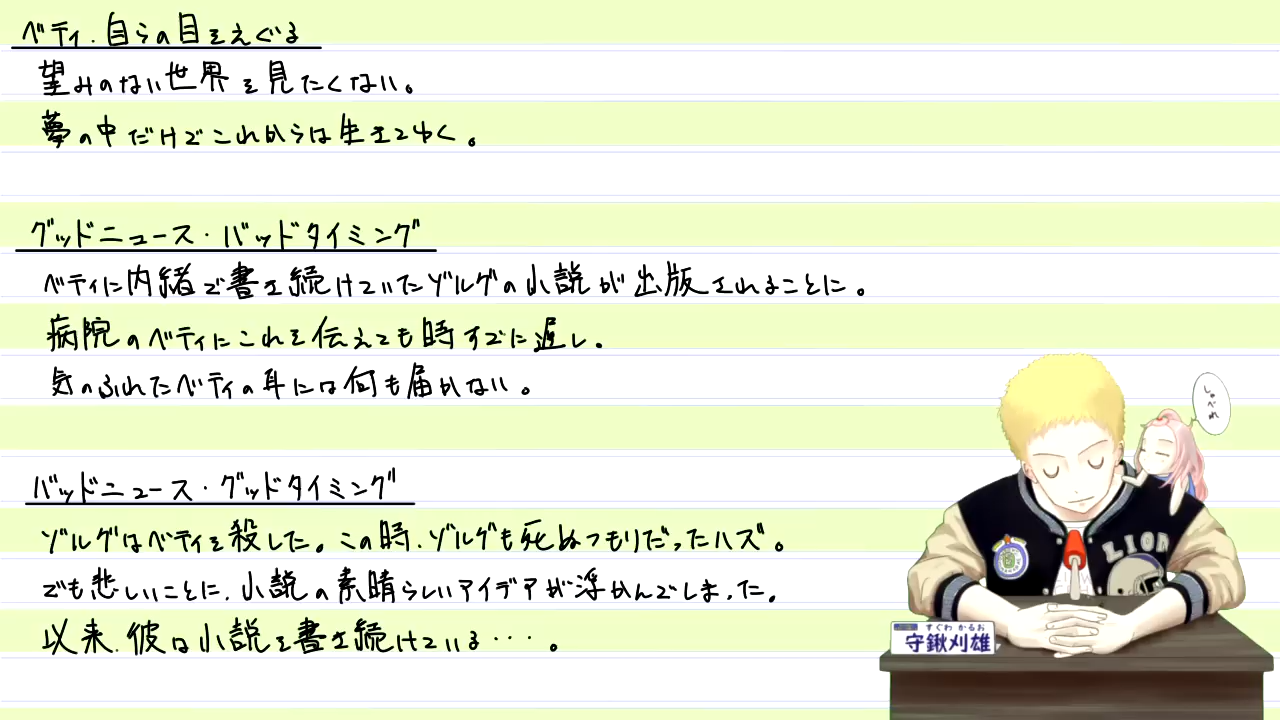 ベティ、自らの目をえぐる
望みのない世界を見たくない。
夢の中だけでこれからは生きてゆく。
グッドニュース・バッドタイミング
ベティに内緒で書き続けていたゾルグの小説が出版されることに。
病院のベティにこれを伝えても時すでに遅し。
気のふれたベティの耳には何も届かない。
バッドニュース・グッドタイミング
ゾルグはベティを殺した。この時、ゾルグも死ぬつもりだったハズ。
でも悲しいことに、小説の素晴らしいアイデアが浮かんでしまった。
以来、彼は小説を書き続けている…。
しゃべれ
LION
すぐわ かるお
守鍬刈雄